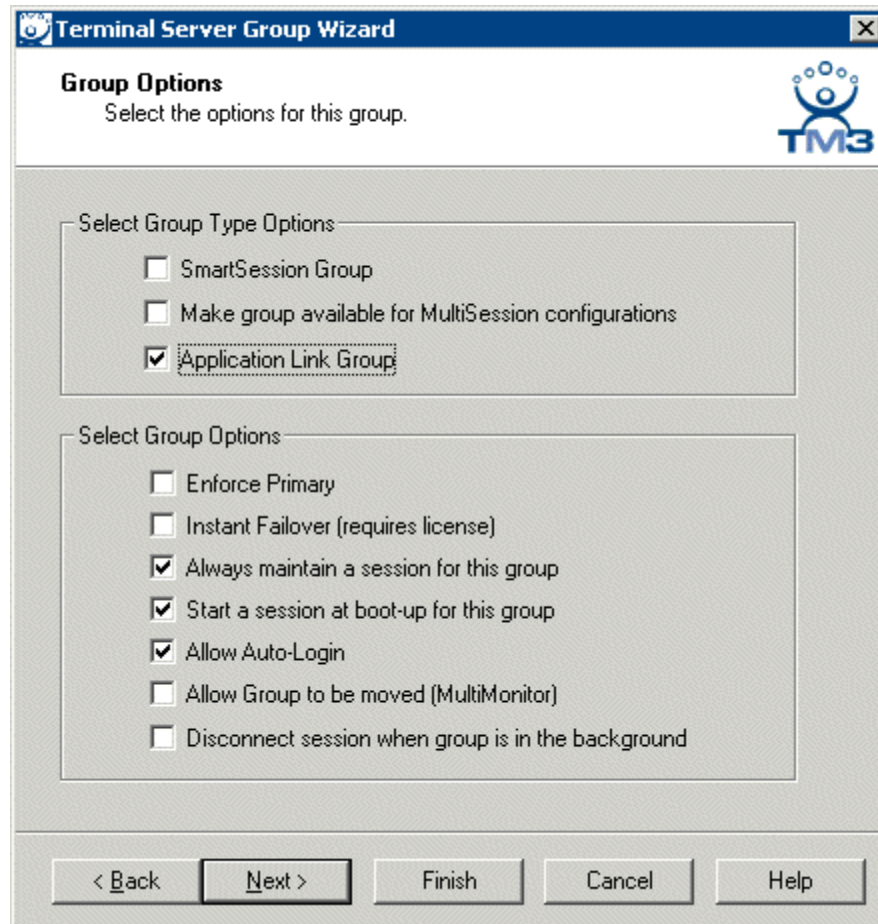 Terminal Server Group Wizard
Group Options
Select the options for this group.
TM3
Select Group Type Options
SmartSession Group
Make group available for MultiSession configurations
Application Link Group
Select Group Options
Enforce Primary
Instant Failover (requires license)
Always maintain a session for this group
Start a session at boot-up for this group
Allow Auto-Login
Allow Group to be moved (MultiMonitor)
Disconnect session when group is in the background
< Back Next > Finish Cancel Help